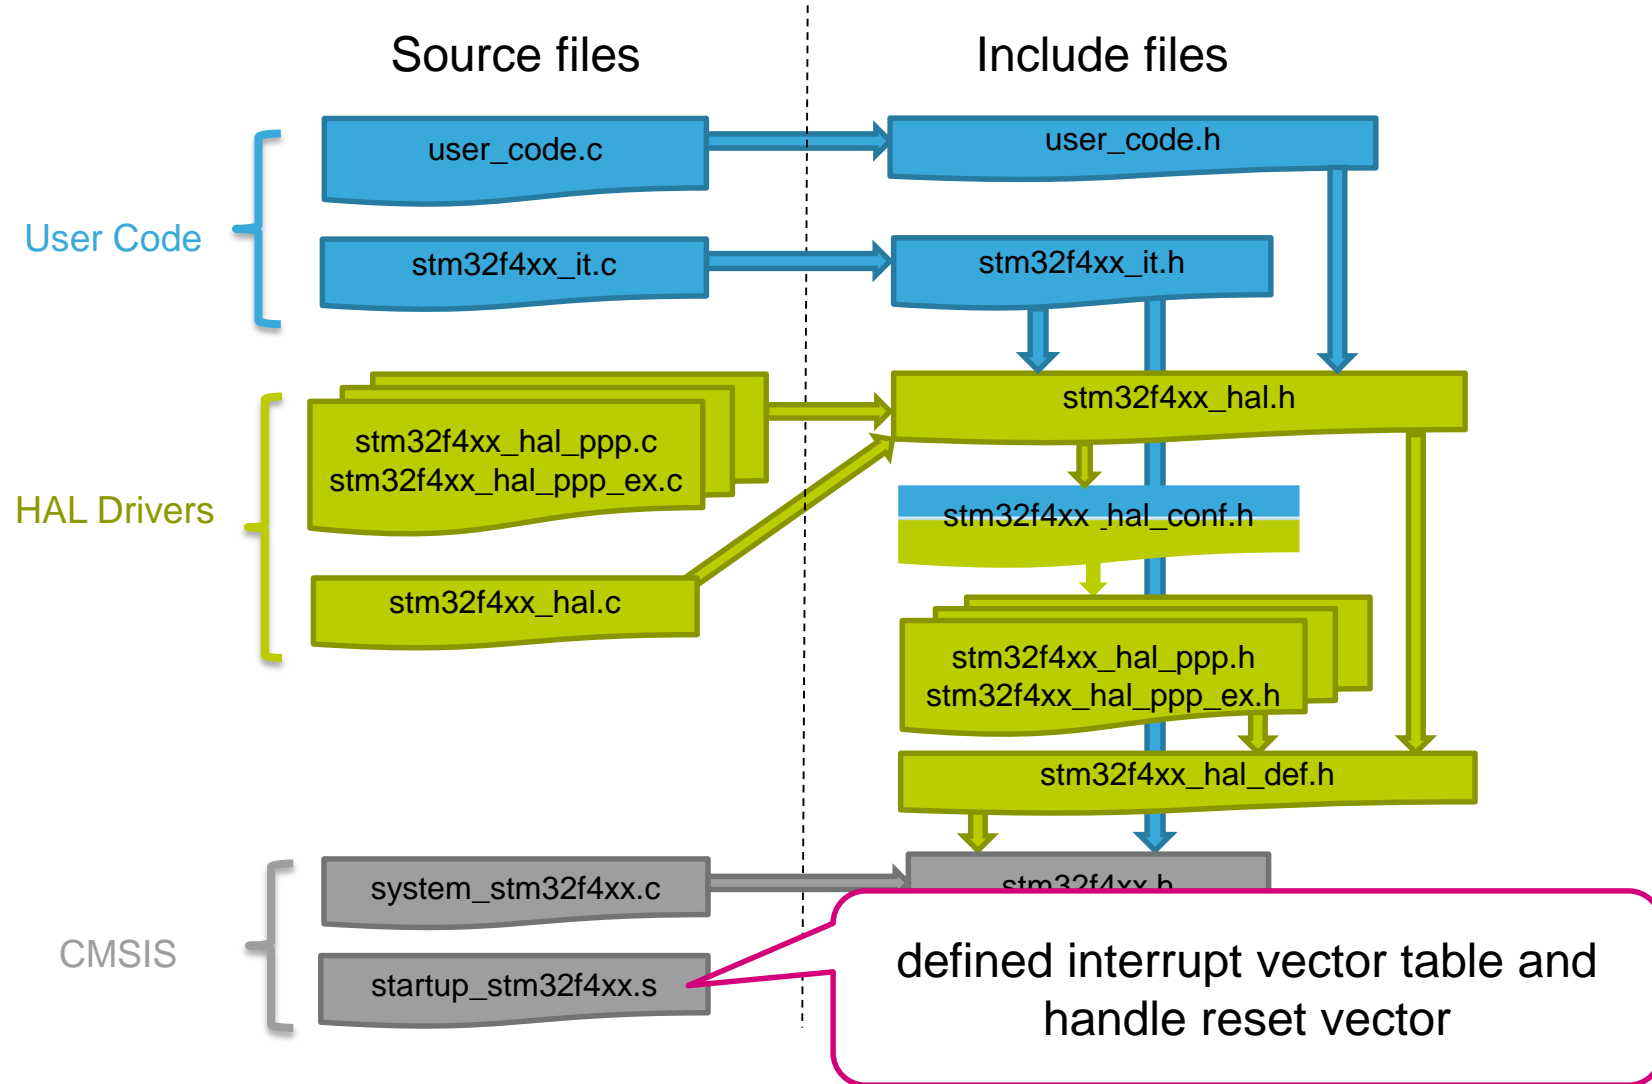 Source files
Include files
User Code
user_code.c
user_code.h
stm32f4xx_it.c
stm32f4xx_it.h
HAL Drivers
stm32f4xx_hal_ppp.c
stm32f4xx_hal_ppp_ex.c
stm32f4xx_hal.c
stm32f4xx_hal.h
stm32f4xx_hal_conf.h
stm32f4xx_hal_ppp.h
stm32f4xx_hal_ppp_ex.h
stm32f4xx_hal_def.h
CMSIS
system_stm32f4xx.c
stm32f4xx.h
startup_stm32f4xx.s
defined interrupt vector table and
handle reset vector